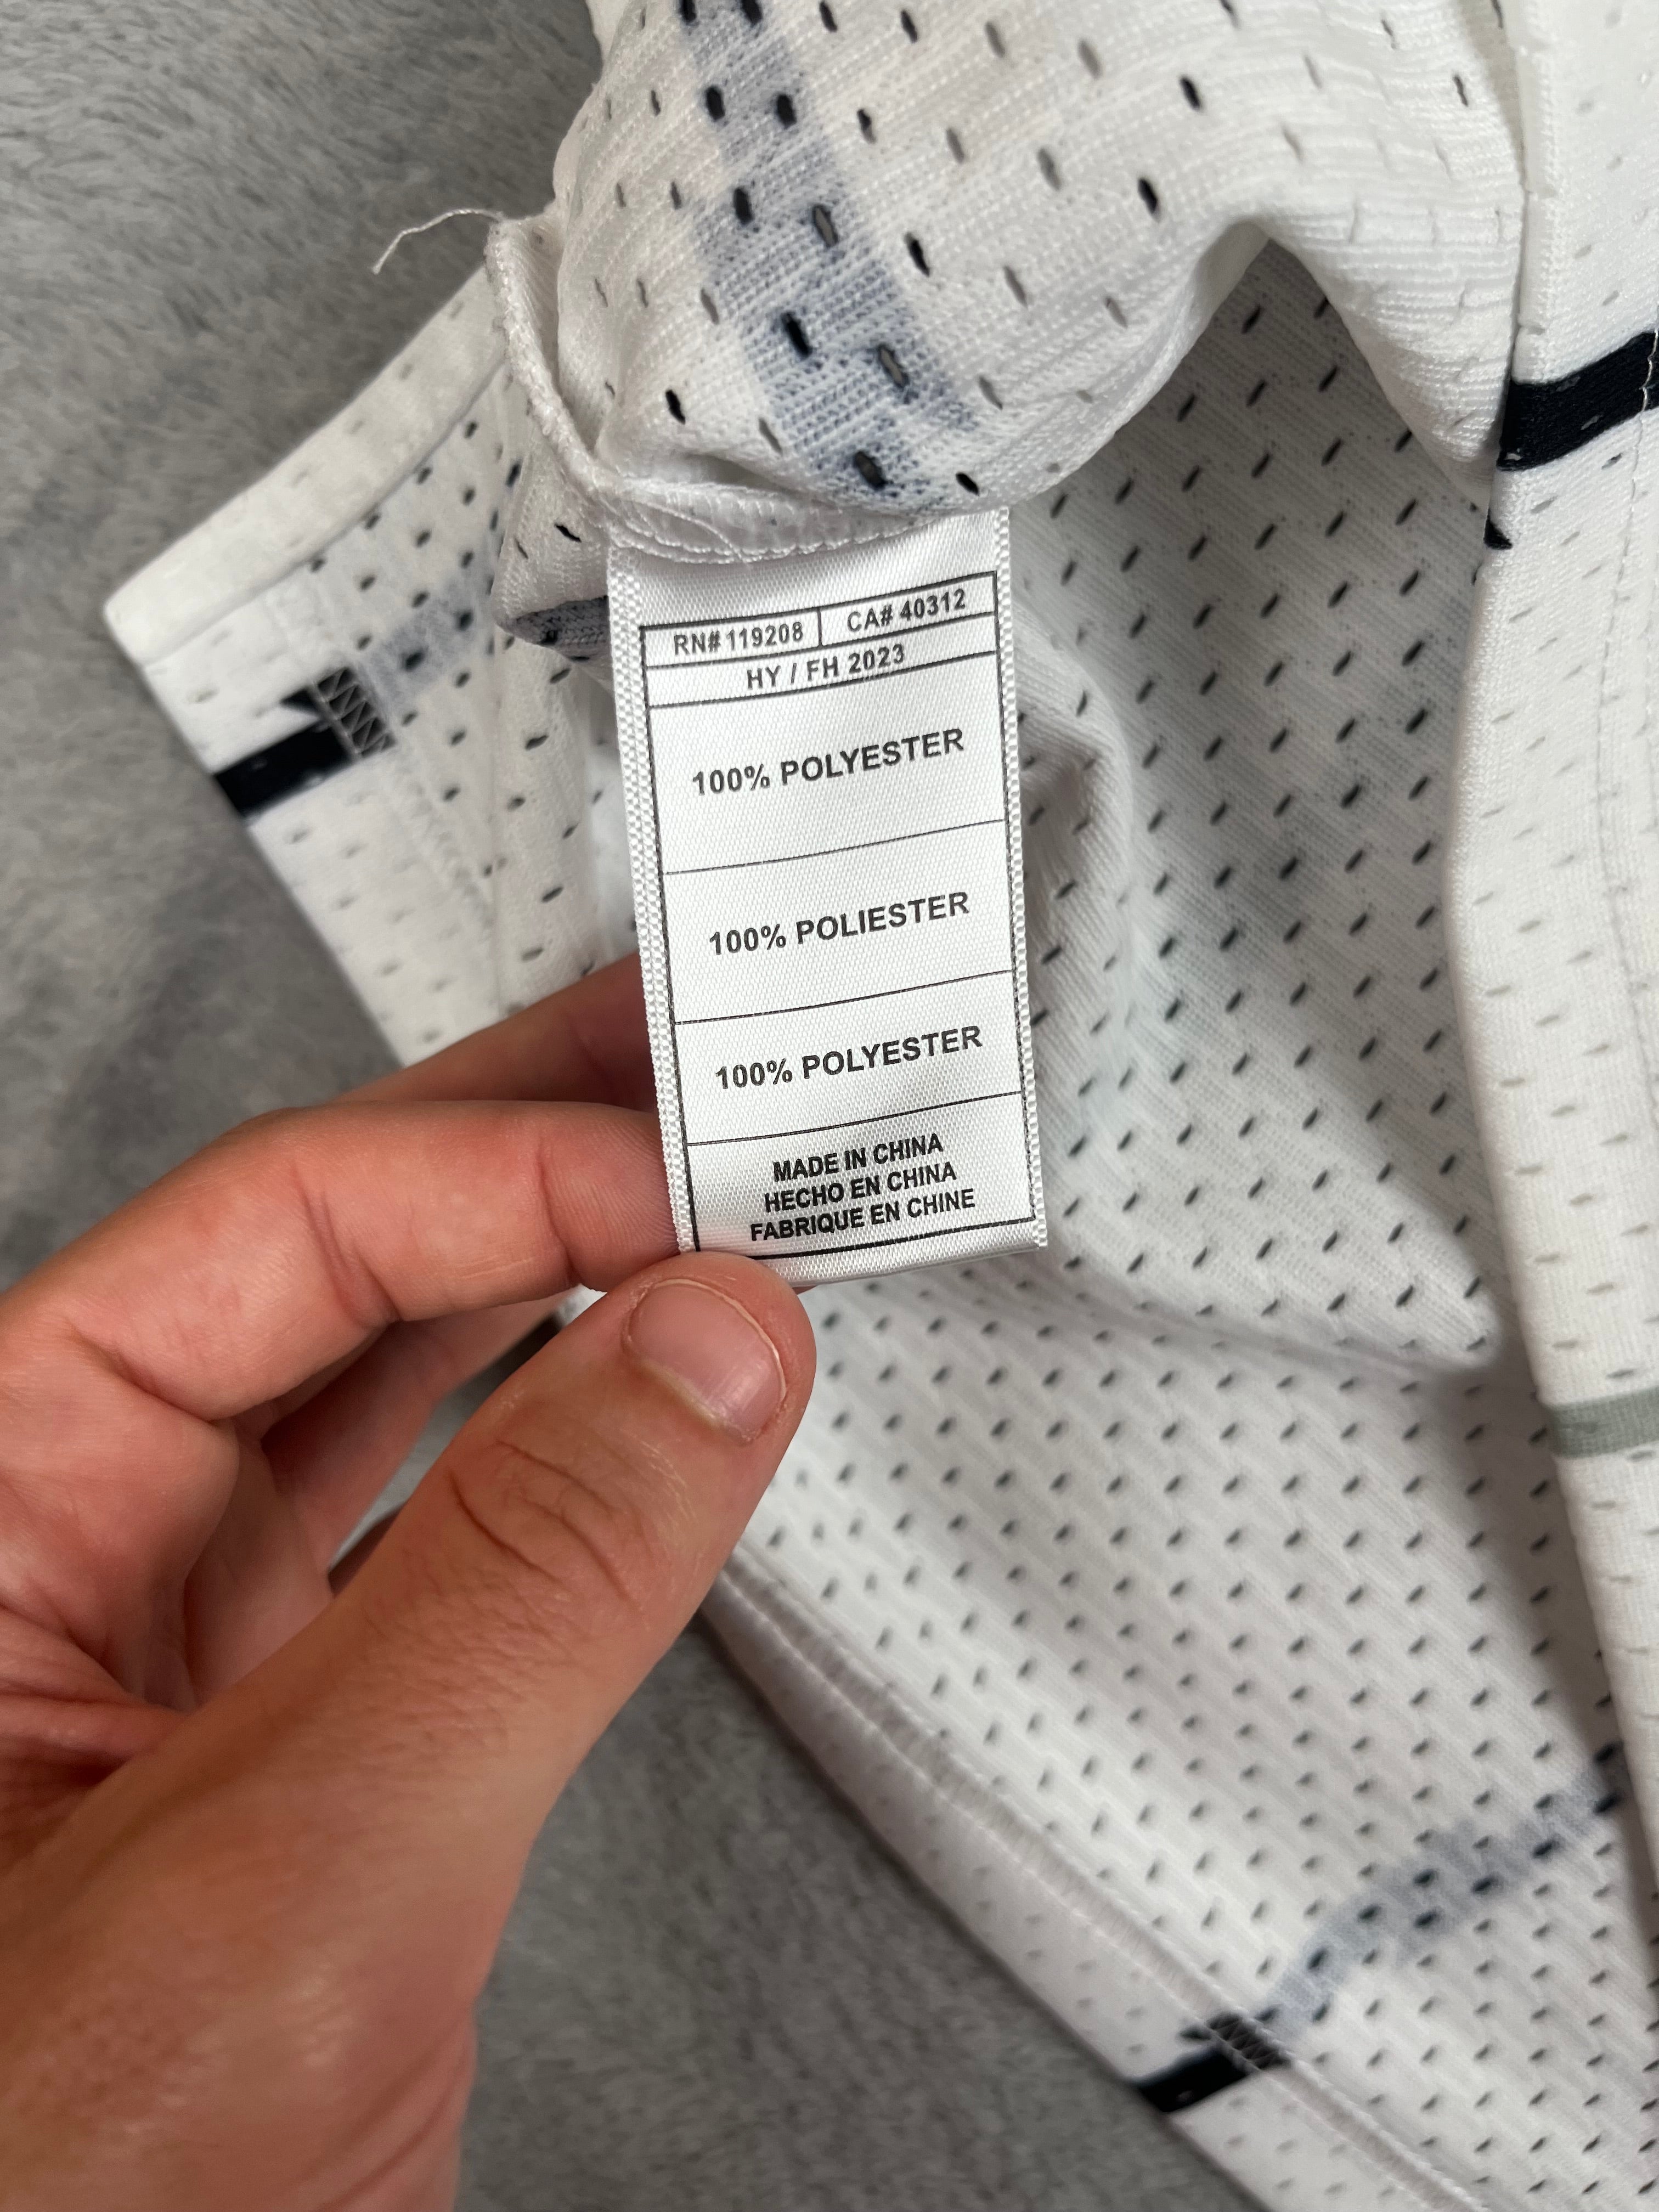 RN# 119208 CA# 40312
HY / FH 2023
100% POLYESTER
100% POLIESTER
100% POLYESTER
MADE IN CHINA
HECHO EN CHINA
FABRIQUE EN CHINE